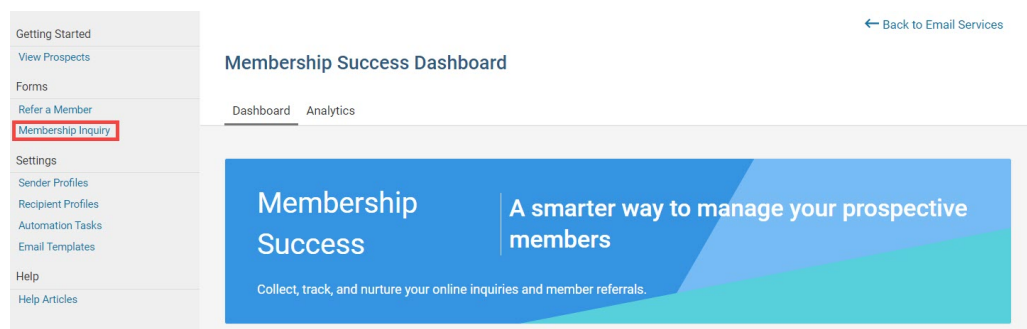 Getting Started
View Prospects
Forms
Refer a Member
Membership Inquiry
Settings
Sender Profiles
Recipient Profiles
Automation Tasks
Email Templates
Help
Help Articles
← Back to Email Services
Membership Success Dashboard
Dashboard Analytics
Membership
Success
A smarter way to manage your prospective
members
Collect, track, and nurture your online inquiries and member referrals.